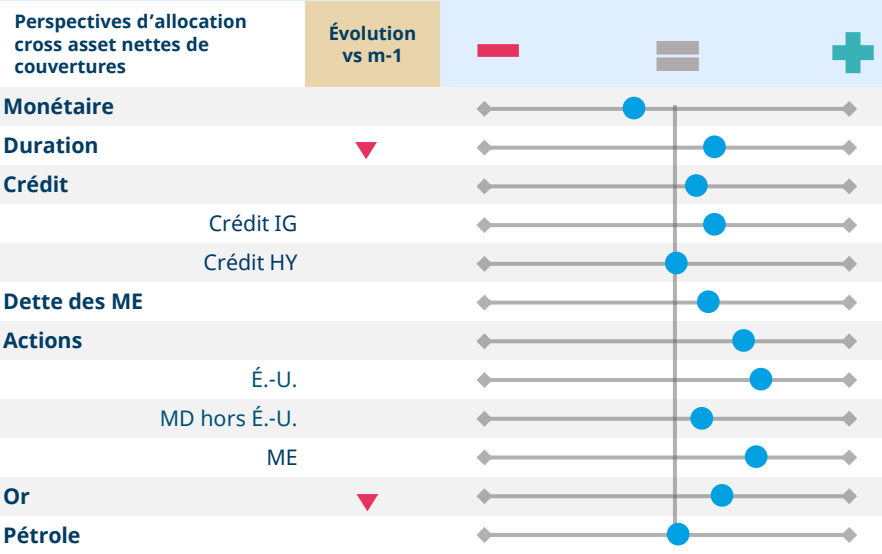 Perspectives d’allocation
cross asset nettes de
couvertures
Évolution
vs m-1
Monétaire
Duration
Crédit
Crédit IG
Crédit HY
Dette des ME
Actions
É.-U.
MD hors É.-U.
ME
Or
Pétrole